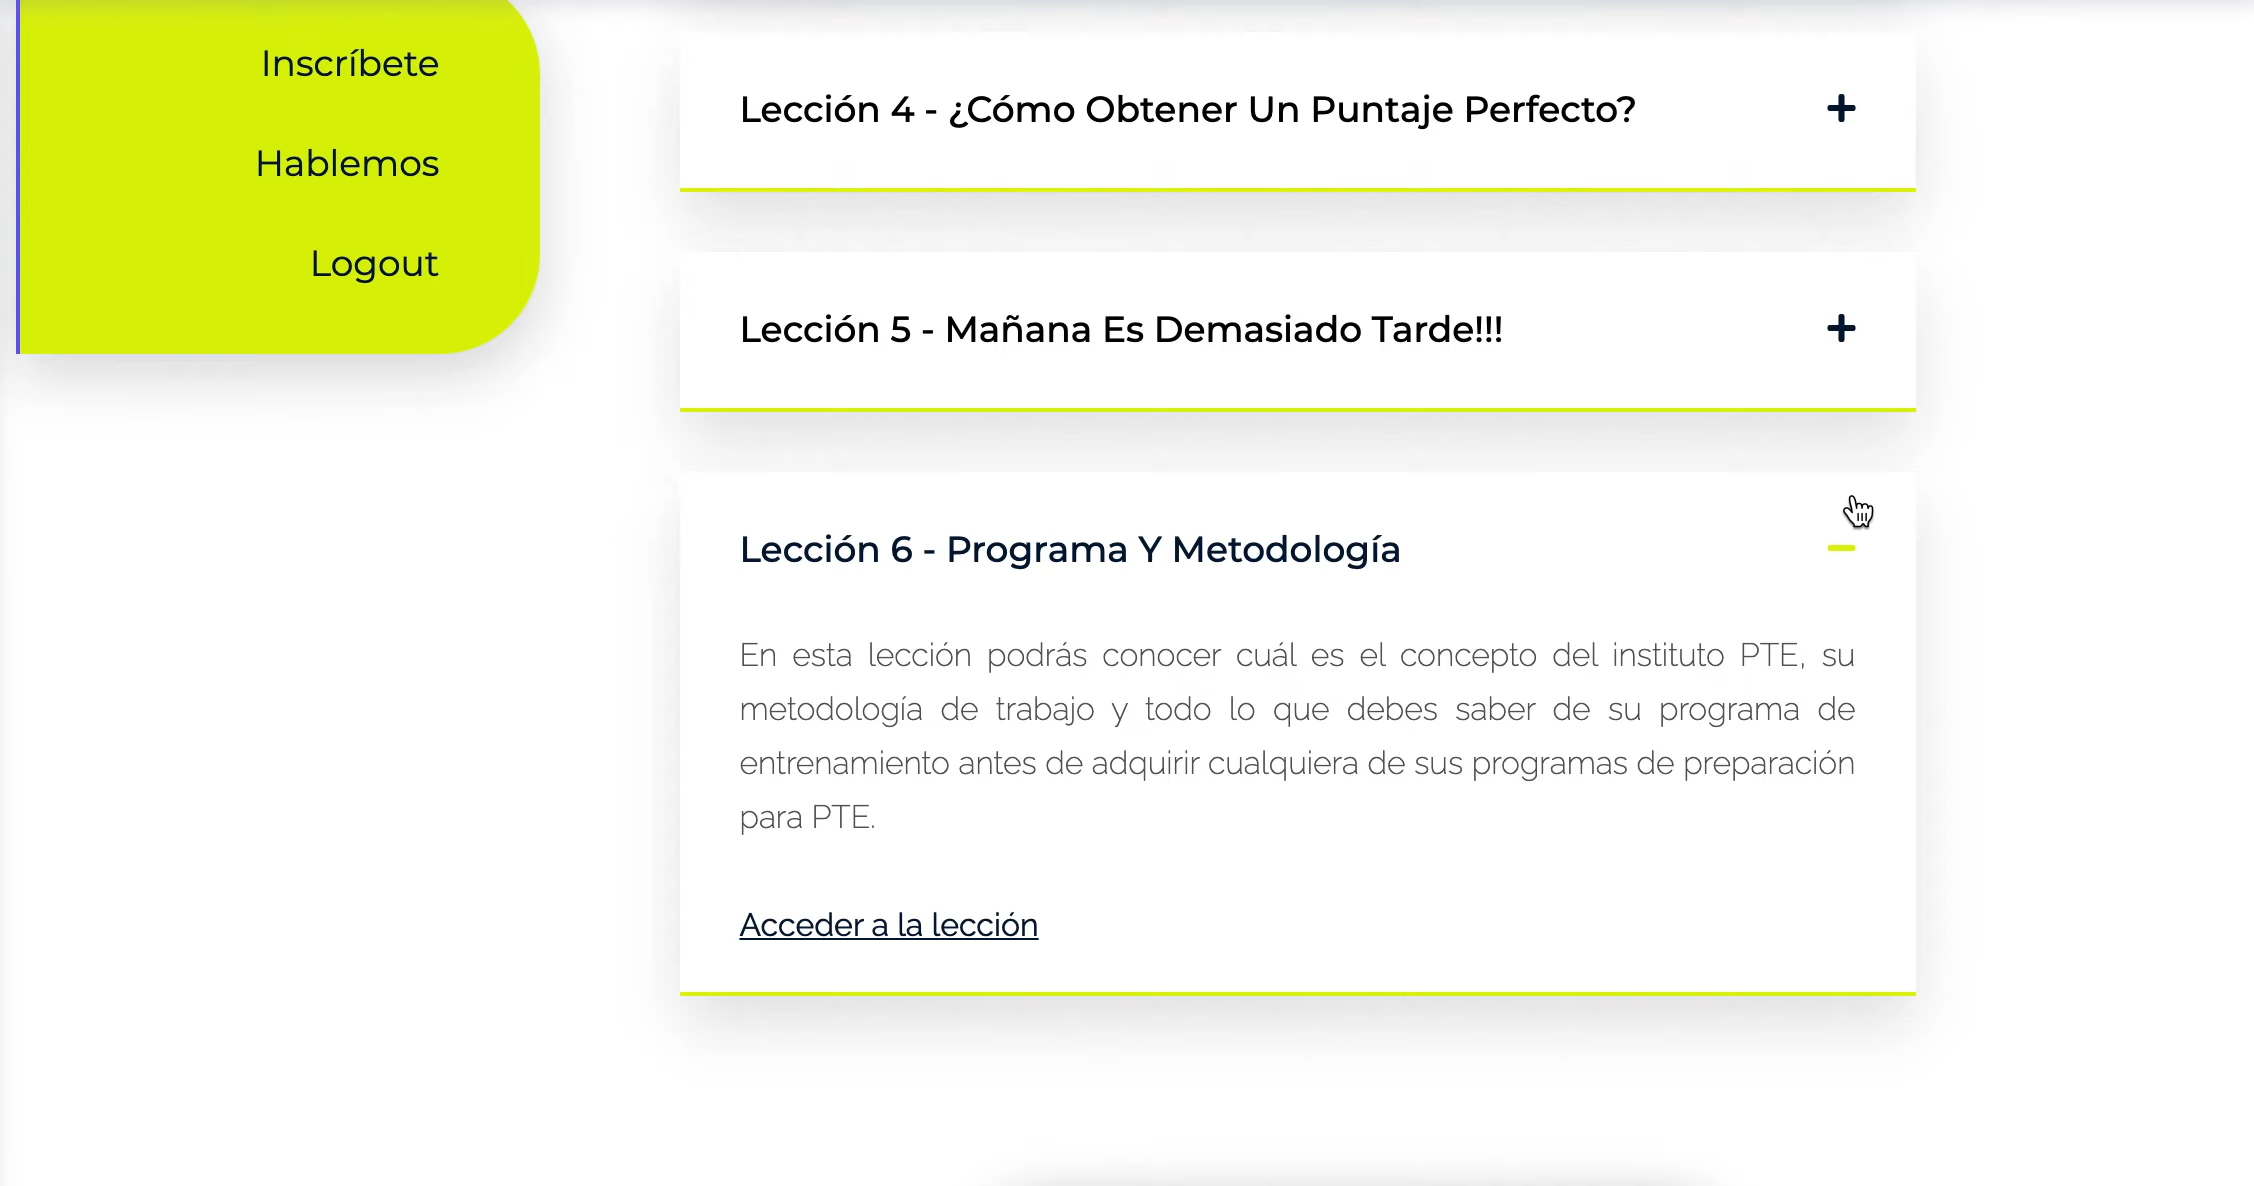 Inscríbete
Hablemos
Logout
Lección 4 - ¿Cómo Obtener Un Puntaje Perfecto?
Lección 5 - Mañana Es Demasiado Tarde!!!
Lección 6 - Programa Y Metodología
En esta lección podrás conocer cuál es el concepto del instituto PTE, su
metodología de trabajo y todo lo que debes saber de su programa de
entrenamiento antes de adquirir cualquiera de sus programas de preparación
para PTE.
Acceder a la lección